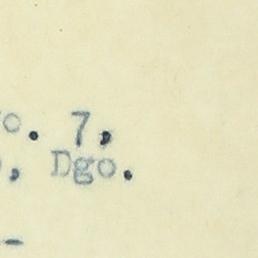 o. 7,
, Dgo.
-